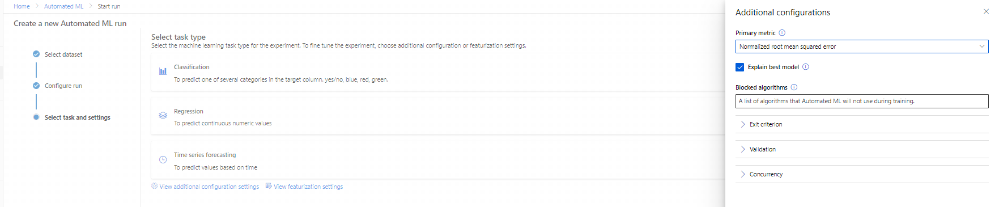 Home > Automated ML > Start run
Create a new Automated ML run
Select dataset
Configure run
Select task and settings
Select task type
Select the machine learning task type for the experiment. To fine tune the experiment, choose additional configuration or featurization settings.
Classification
To predict one of several categories in the target column. yes/no, blue, red, green.
Regression
To predict continuous numeric values
Time series forecasting
To predict values based on time
View additional configuration settings View featurization settings
Additional configurations
Primary metric
Normalized root mean squared error
Explain best model
Blocked algorithms
A list of algorithms that Automated ML will not use during training.
Exit criterion
Validation
Concurrency